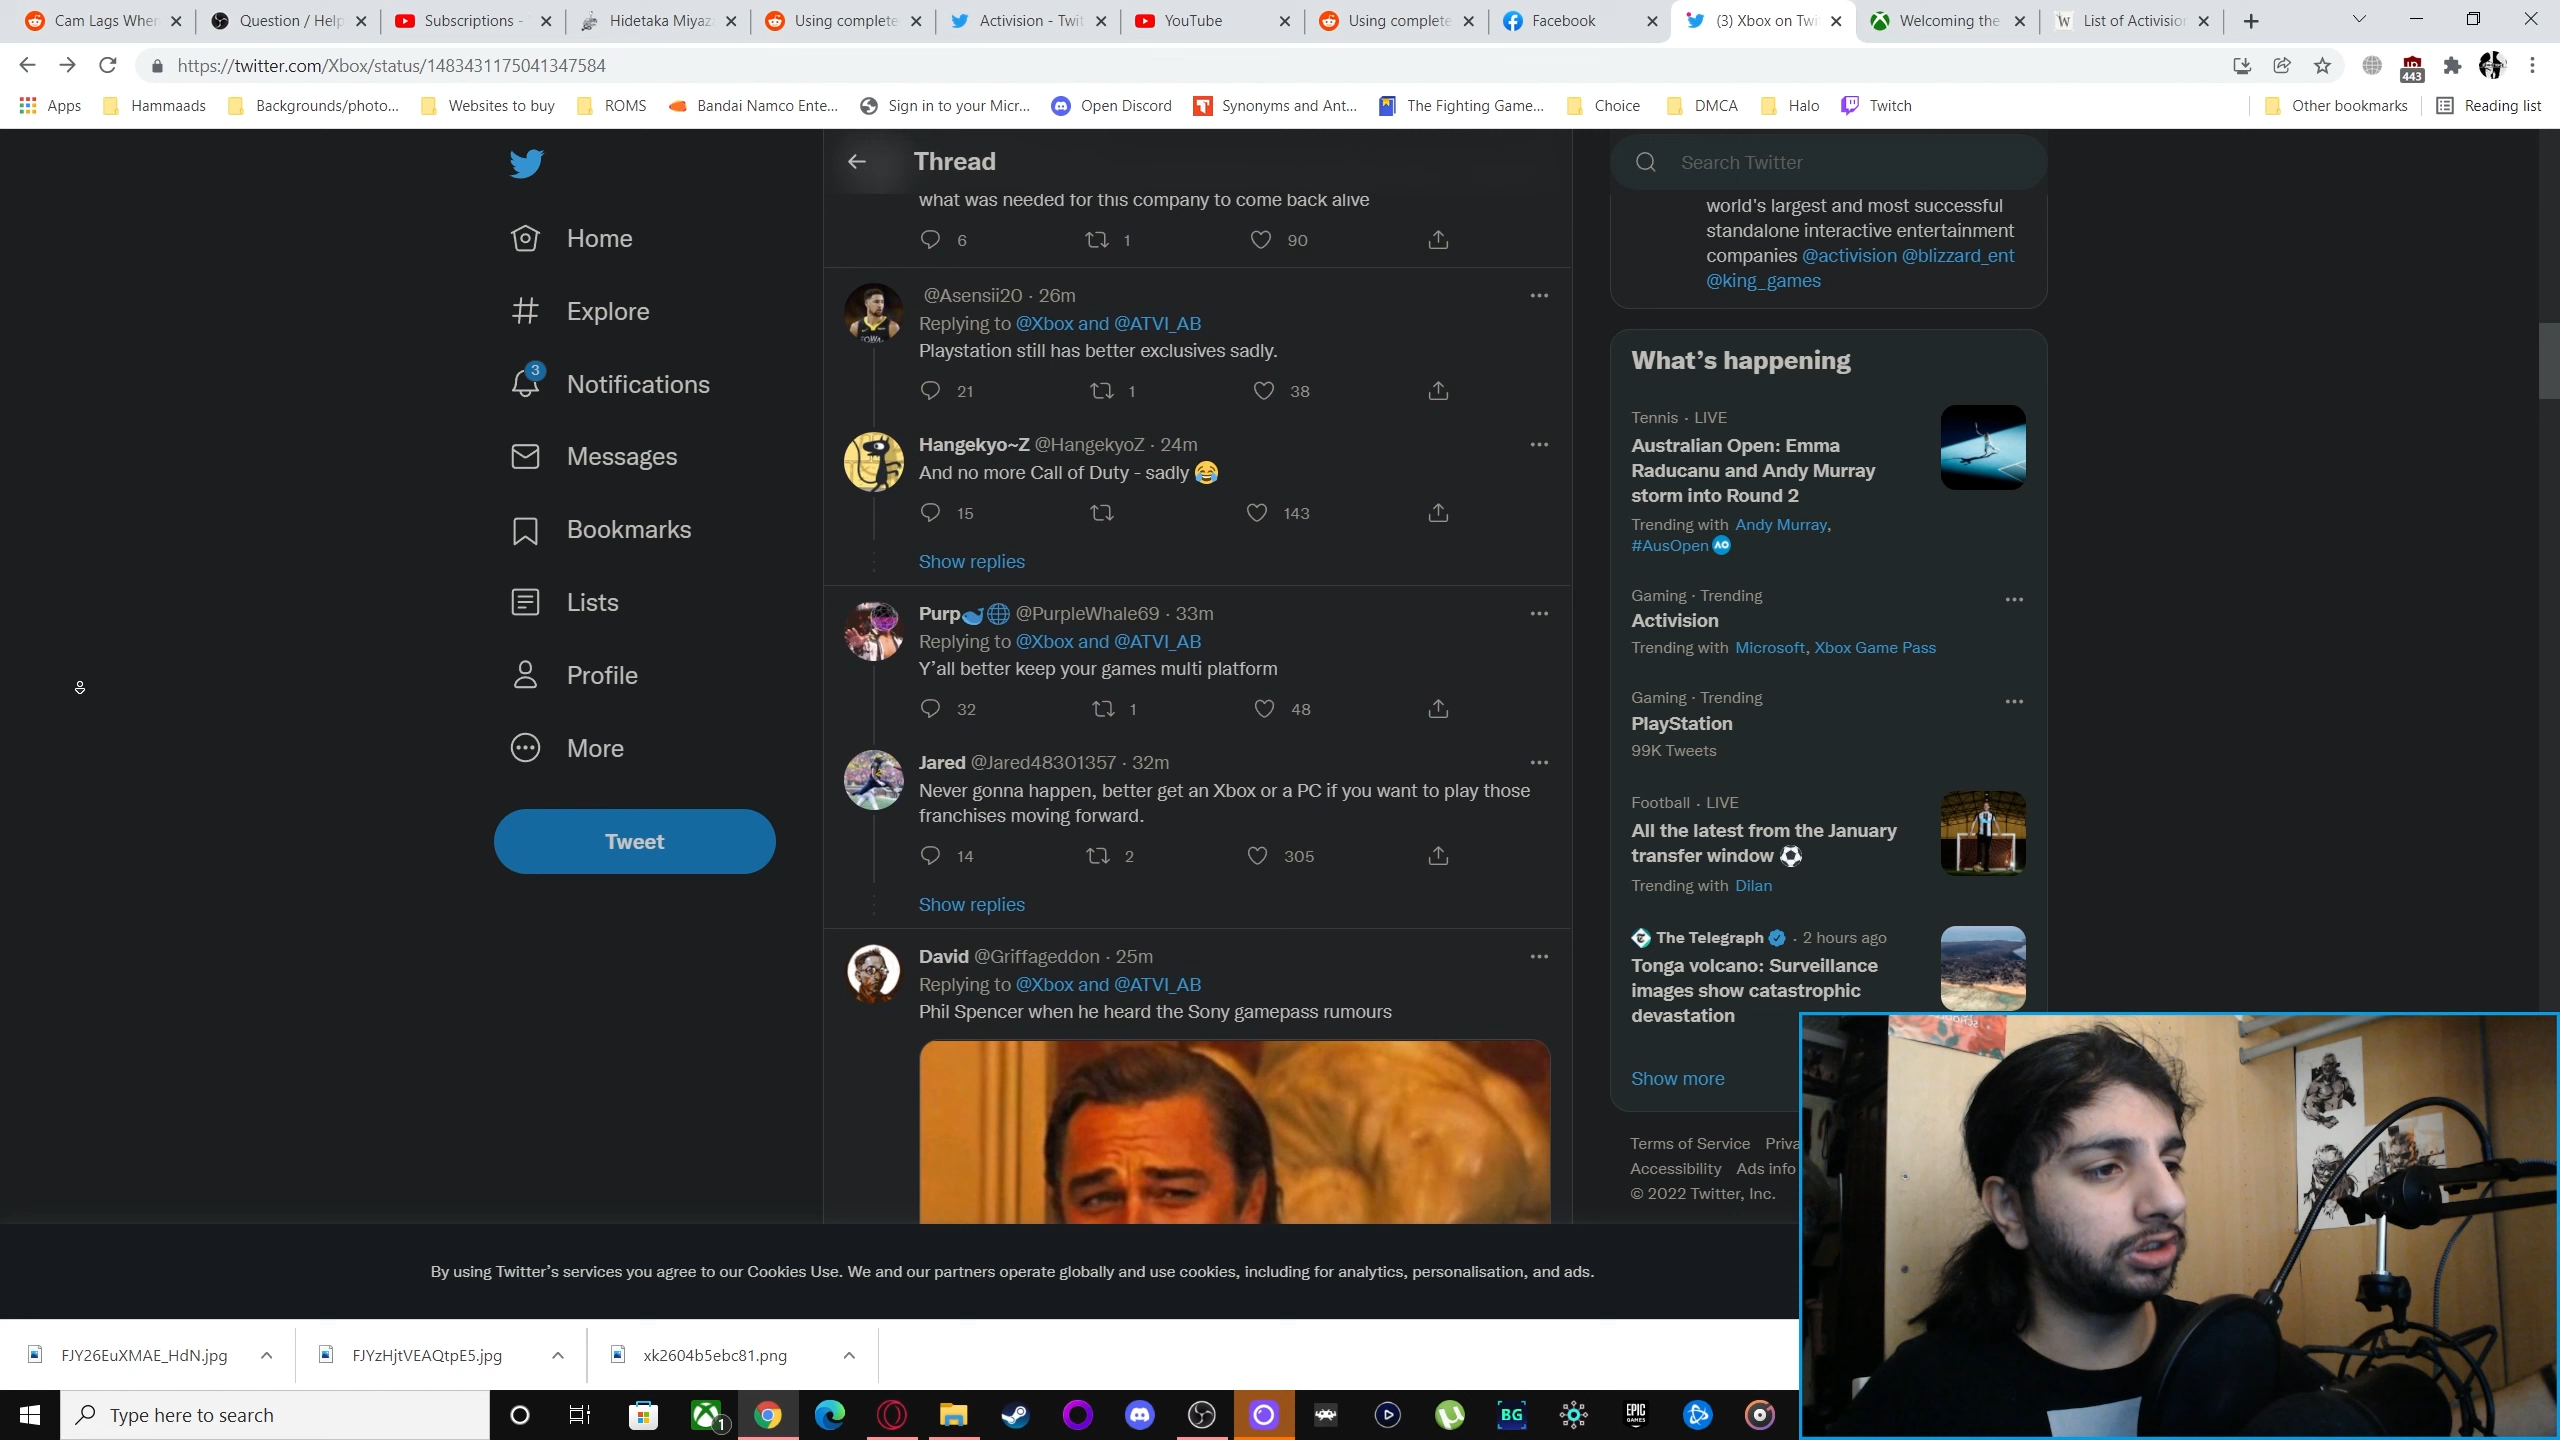 Cam Lags When
Question / Help
Subscriptions -
Hidetaka Miyaz
Using complete
Activision - Twit
YouTube
Using complete
Facebook
(3) Xbox on Twi
Welcoming the
List of Activision
https://twitter.com/Xbox/status/1483431175041347584
443
Apps
Hammaads
Backgrounds/photo...
Websites to buy
ROMS
Bandai Namco Ente...
Sign in to your Micr...
Open Discord
Synonyms and Ant...
The Fighting Game...
Choice
DMCA
Halo
Twitch
Other bookmarks
Reading list
Home
Explore
3
Notifications
Messages
Bookmarks
Lists
Profile
More
Tweet
Thread
what was needed for this company to come back alive
6 1 90
@Asensii20 · 26m
Replying to @Xbox and @ATVI_AB
Playstation still has better exclusives sadly.
21 1 38
Hangekyo~Z @HangekyoZ · 24m
And no more Call of Duty - sadly 😂
15 143
Show replies
Purp🐳🌐 @PurpleWhale69 · 33m
Replying to @Xbox and @ATVI_AB
Y’all better keep your games multi platform
32 1 48
Jared @Jared48301357 · 32m
Never gonna happen, better get an Xbox or a PC if you want to play those
franchises moving forward.
14 2 305
Show replies
David @Griffageddon · 25m
Replying to @Xbox and @ATVI_AB
Phil Spencer when he heard the Sony gamepass rumours
Search Twitter
world's largest and most successful
standalone interactive entertainment
companies @activision @blizzard_ent
@king_games
What’s happening
Tennis · LIVE
Australian Open: Emma
Raducanu and Andy Murray
storm into Round 2
Trending with Andy Murray,
#AusOpen AO
Gaming · Trending
Activision
Trending with Microsoft, Xbox Game Pass
Gaming · Trending
PlayStation
99K Tweets
Football · LIVE
All the latest from the January
transfer window ⚽
Trending with Dilan
The Telegraph · 2 hours ago
Tonga volcano: Surveillance
images show catastrophic
devastation
Show more
Terms of Service Priva
Accessibility Ads info
© 2022 Twitter, Inc.
By using Twitter’s services you agree to our Cookies Use. We and our partners operate globally and use cookies, including for analytics, personalisation, and ads.
FJY26EuXMAE_HdN.jpg
FJYzHjtVEAQtpE5.jpg
xk2604b5ebc81.png
Type here to search
1
BG
EPIC
GAMES